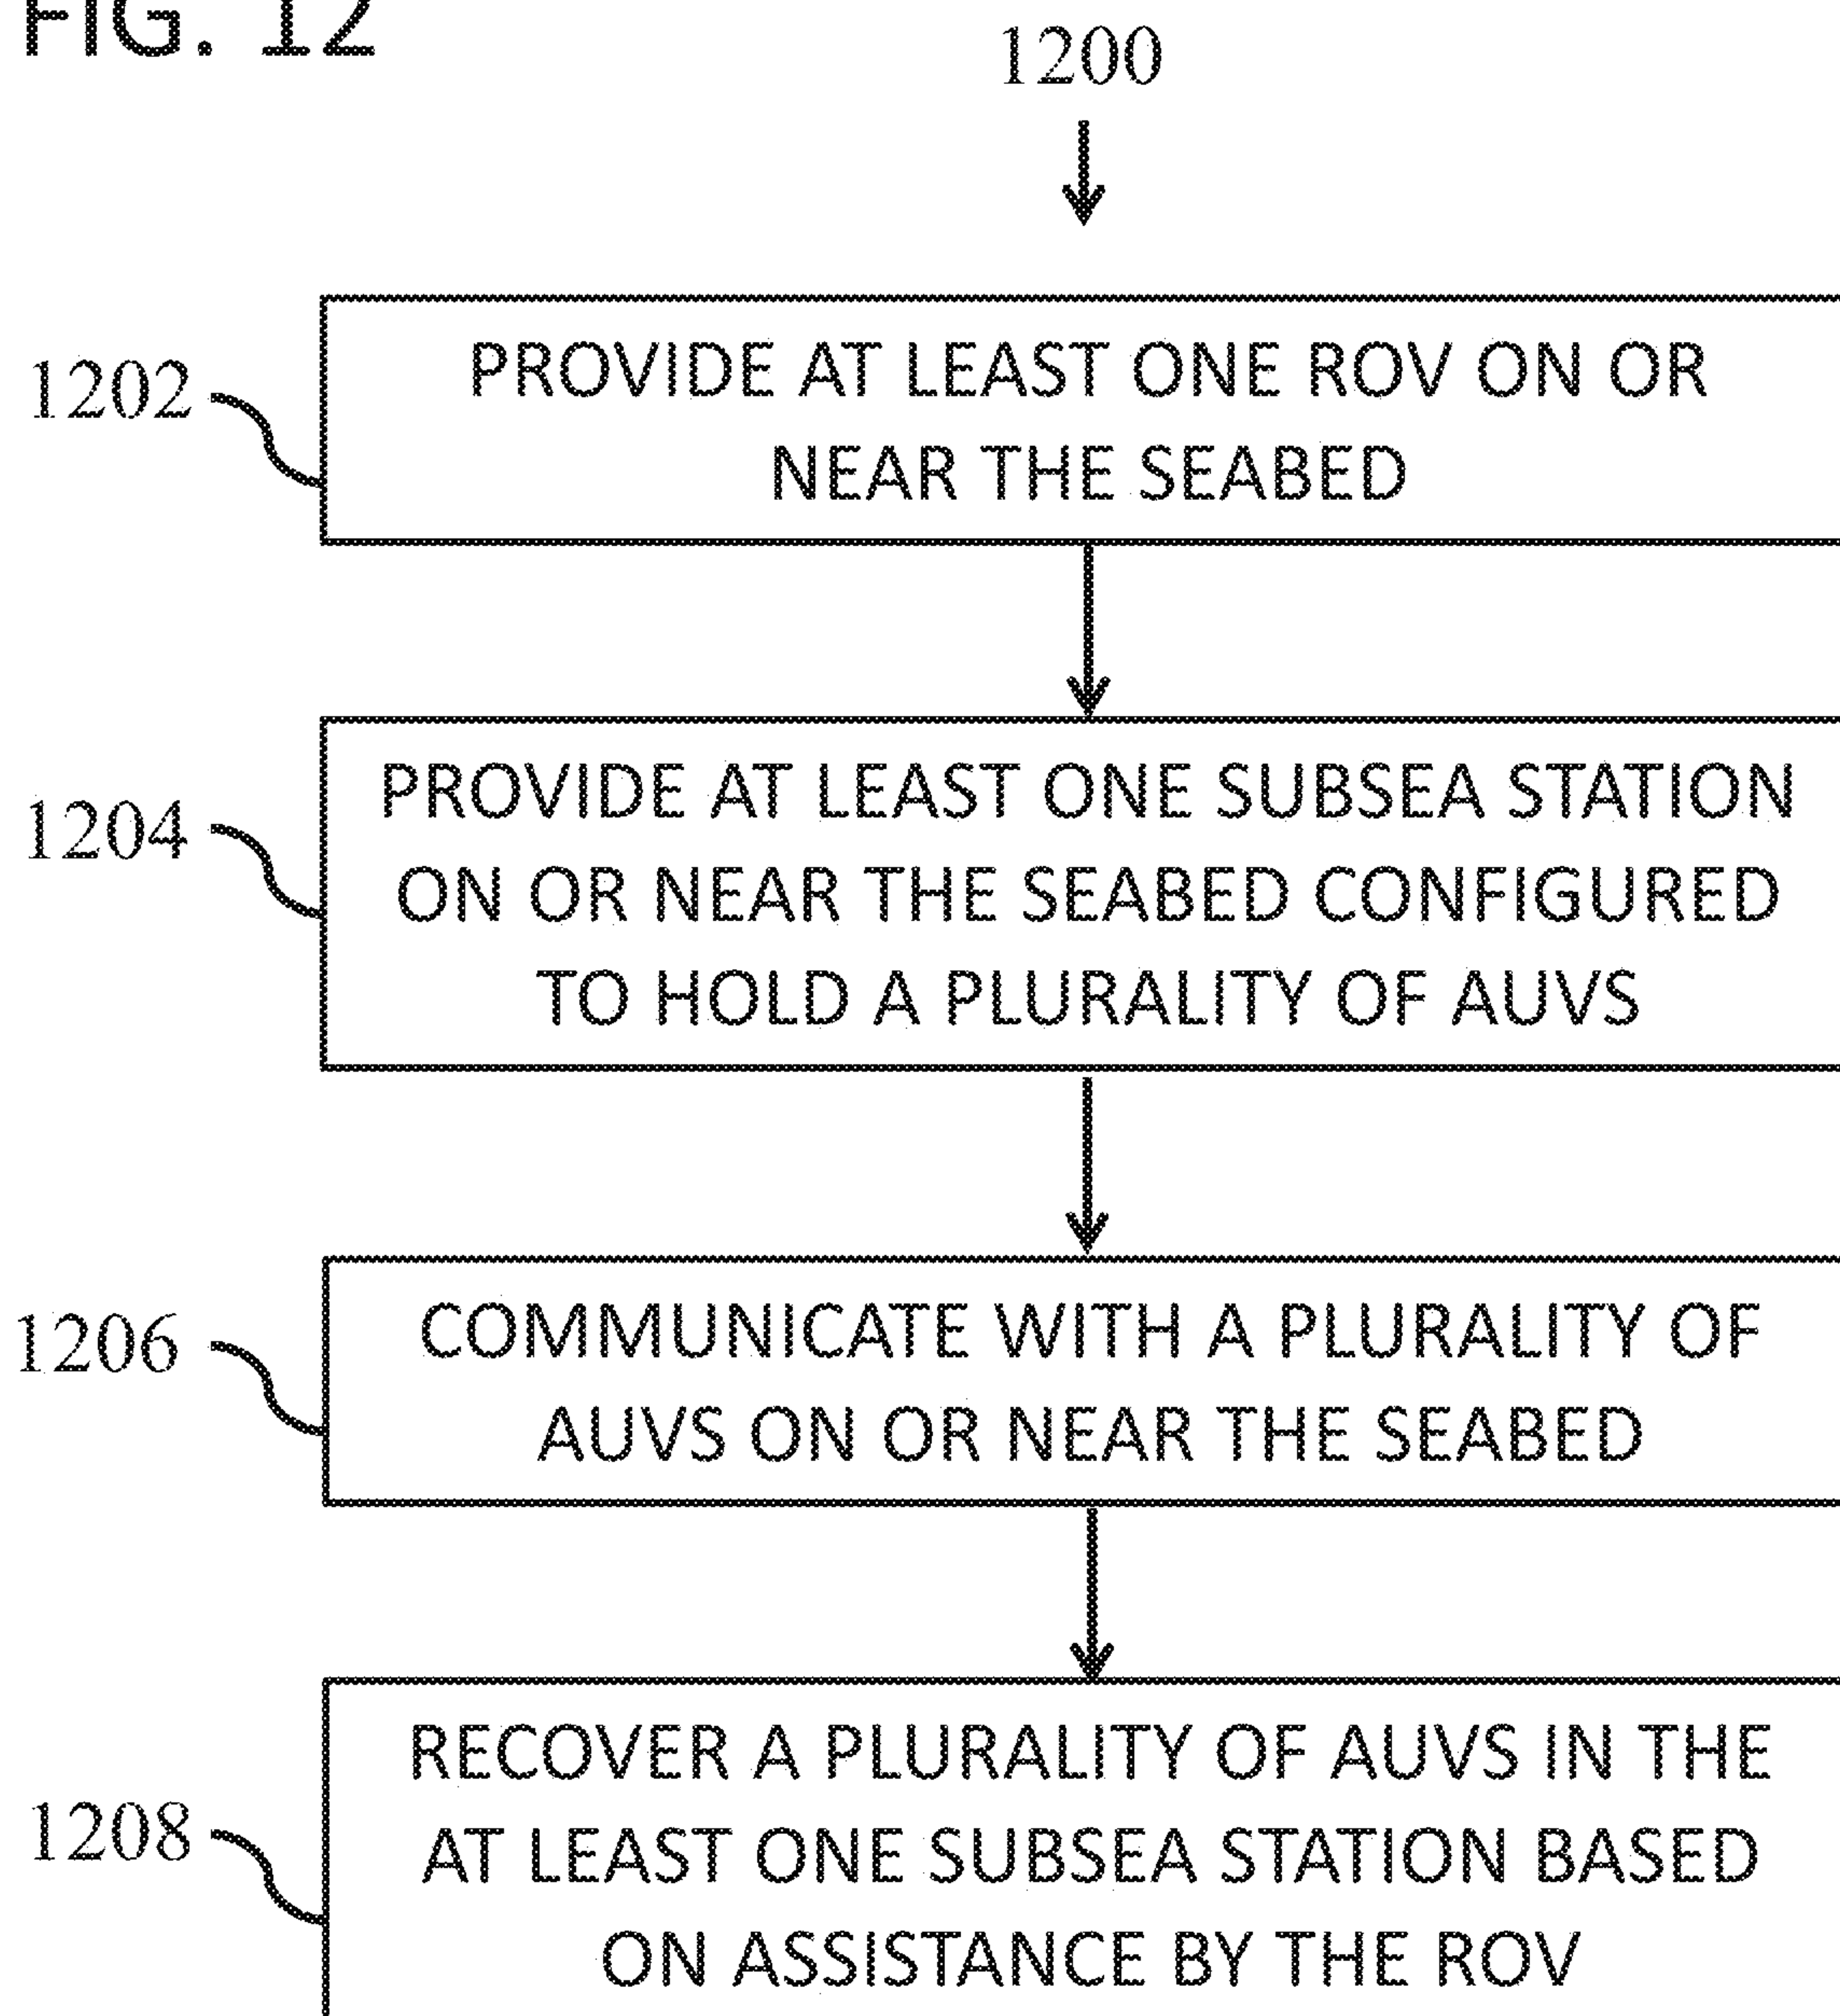 FIG. 12
1200
1202
PROVIDE AT LEAST ONE ROV ON OR
NEAR THE SEABED
1204
PROVIDE AT LEAST ONE SUBSEA STATION
ON OR NEAR THE SEABED CONFIGURED
TO HOLD A PLURALITY OF AUVS
1206
COMMUNICATE WITH A PLURALITY OF
AUVS ON OR NEAR THE SEABED
1208
RECOVER A PLURALITY OF AUVS IN THE
AT LEAST ONE SUBSEA STATION BASED
ON ASSISTANCE BY THE ROV